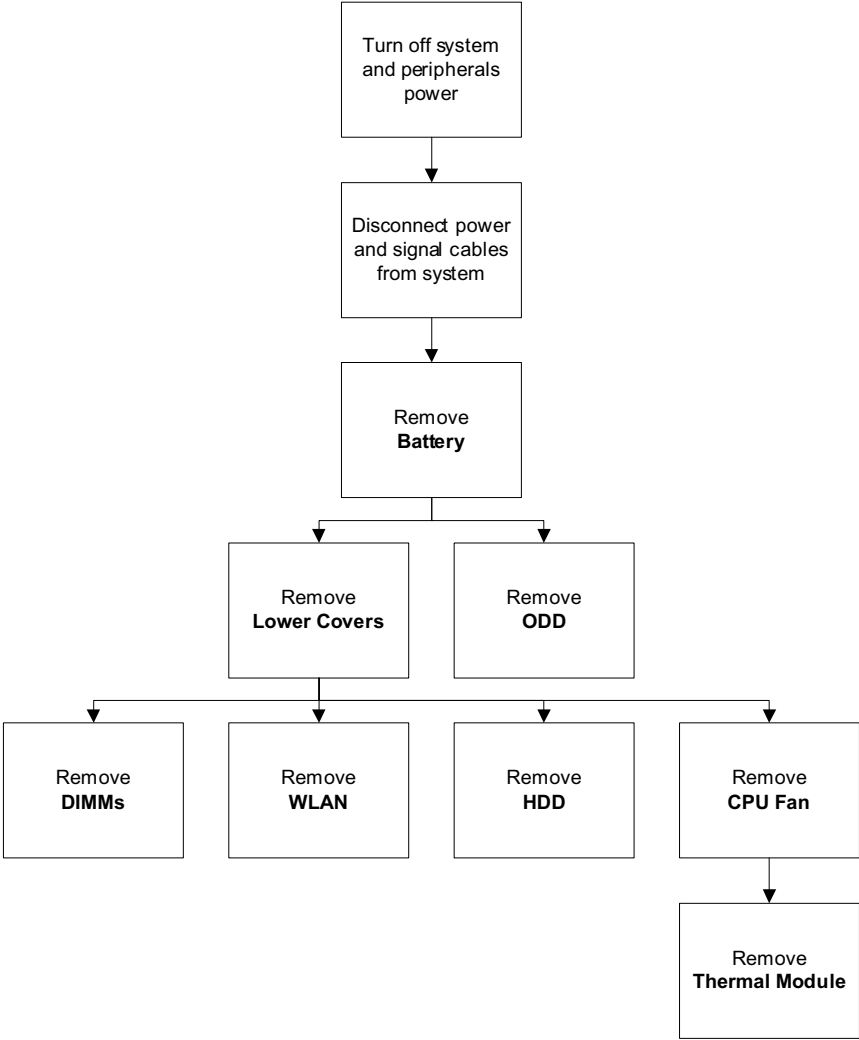 Turn off system
and peripherals
power
Disconnect power
and signal cables
from system
Remove
Battery
Remove
Lower Covers
Remove
ODD
Remove
DIMMs
Remove
WLAN
Remove
HDD
Remove
CPU Fan
Remove
Thermal Module